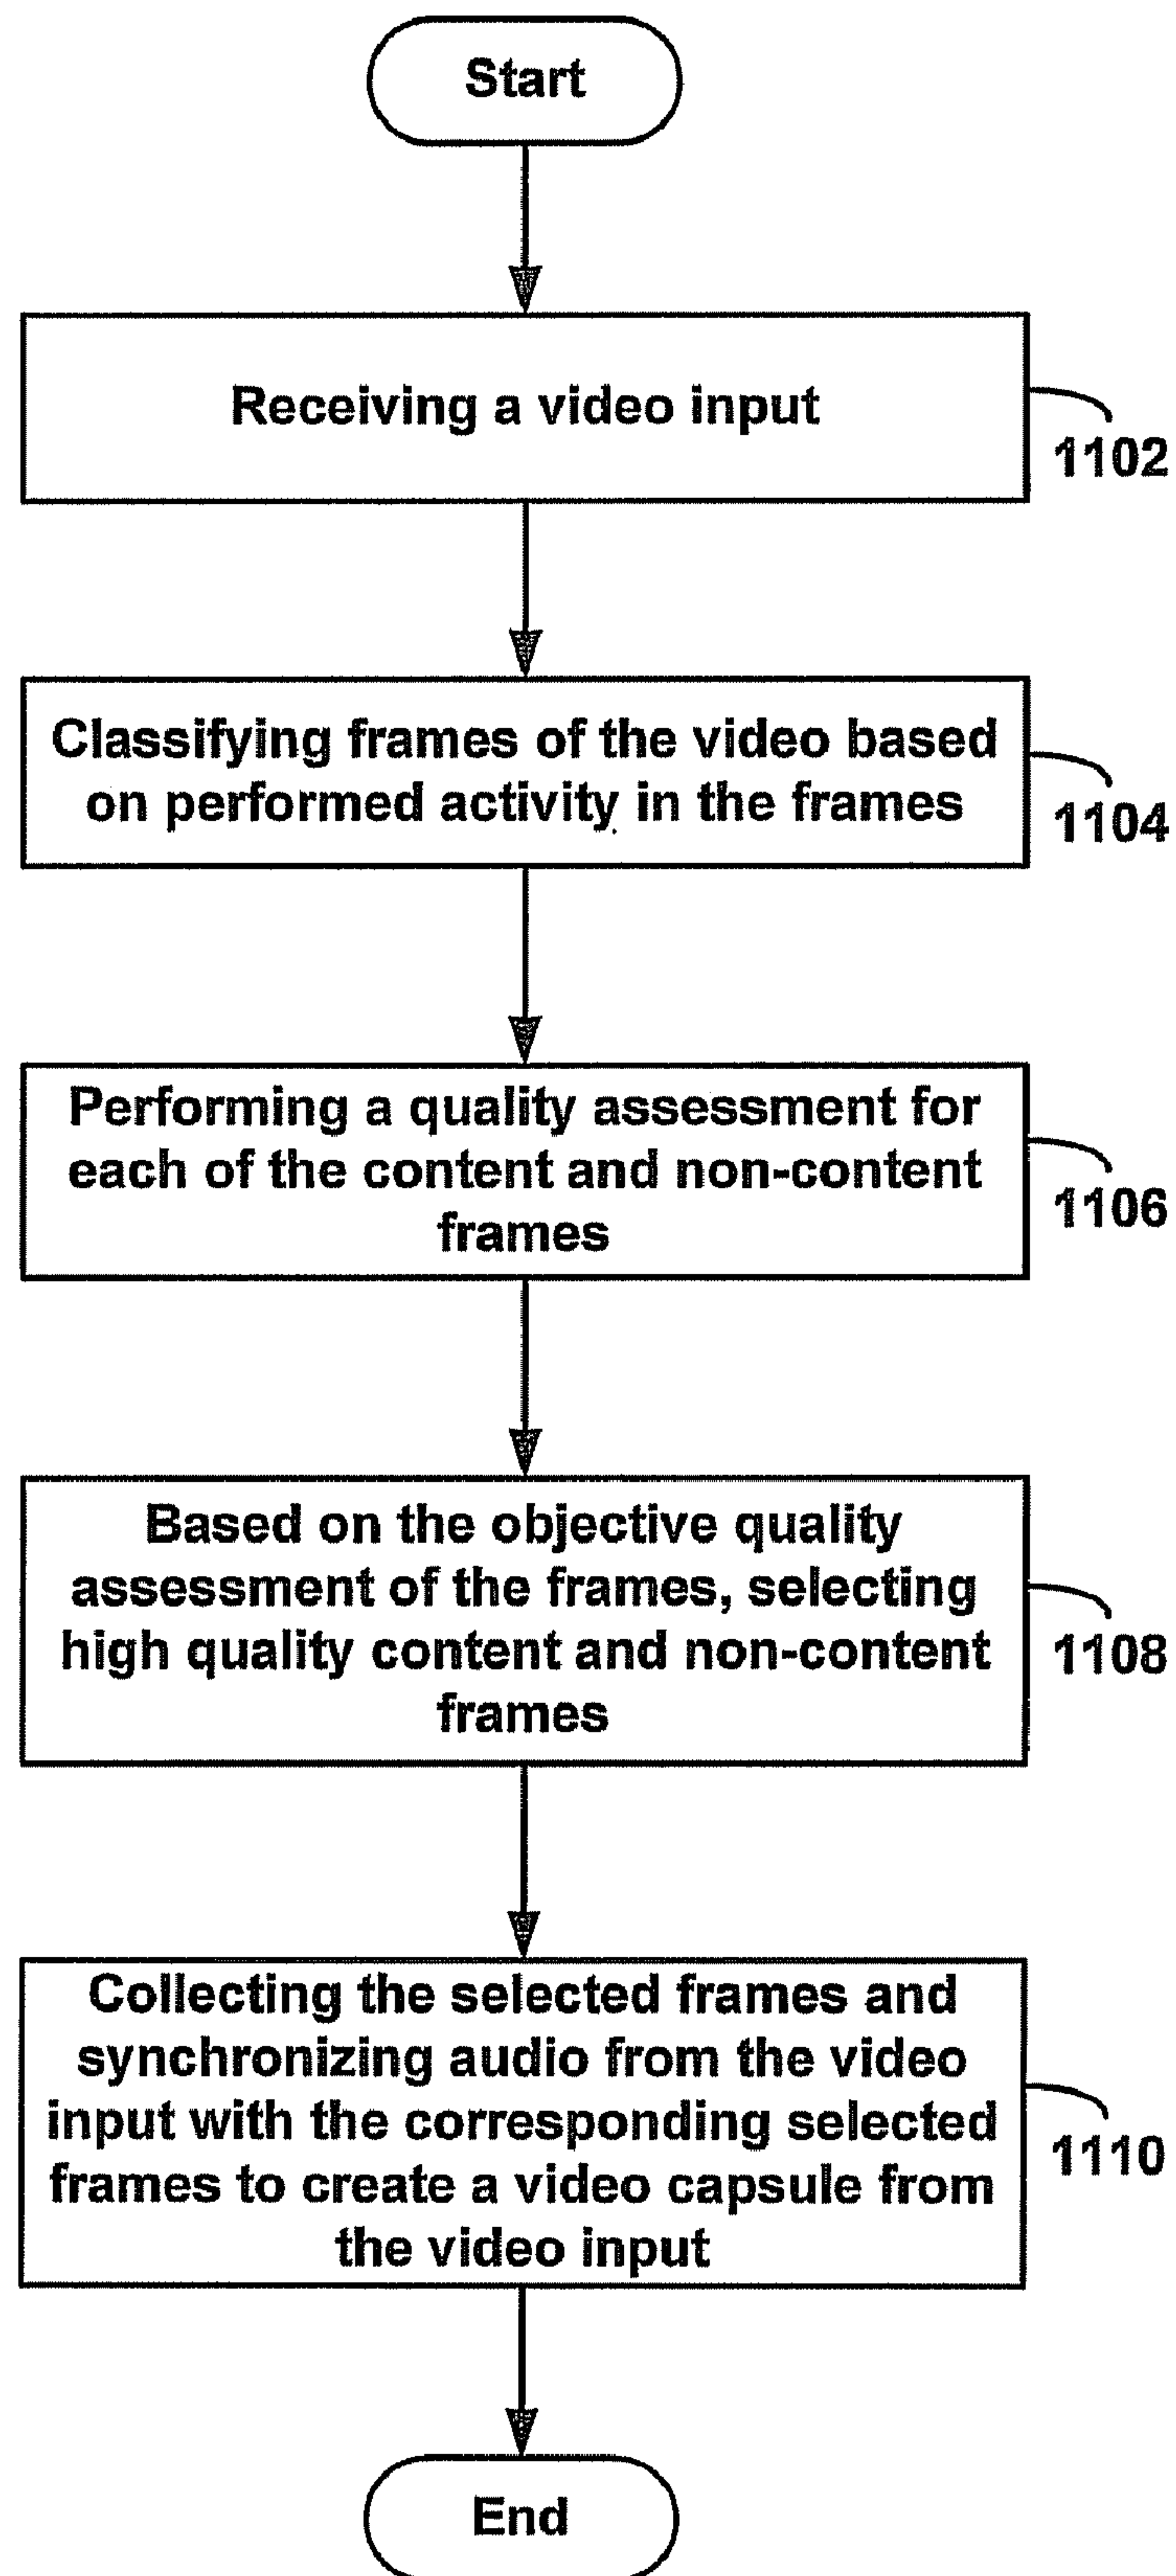 Start
Receiving a video input
1102
Classifying frames of the video based
on performed activity in the frames
1104
Performing a quality assessment for
each of the content and non-content
frames
1106
Based on the objective quality
assessment of the frames, selecting
high quality content and non-content
frames
1108
Collecting the selected frames and
synchronizing audio from the video
input with the corresponding selected
frames to create a video capsule from
the video input
1110
End